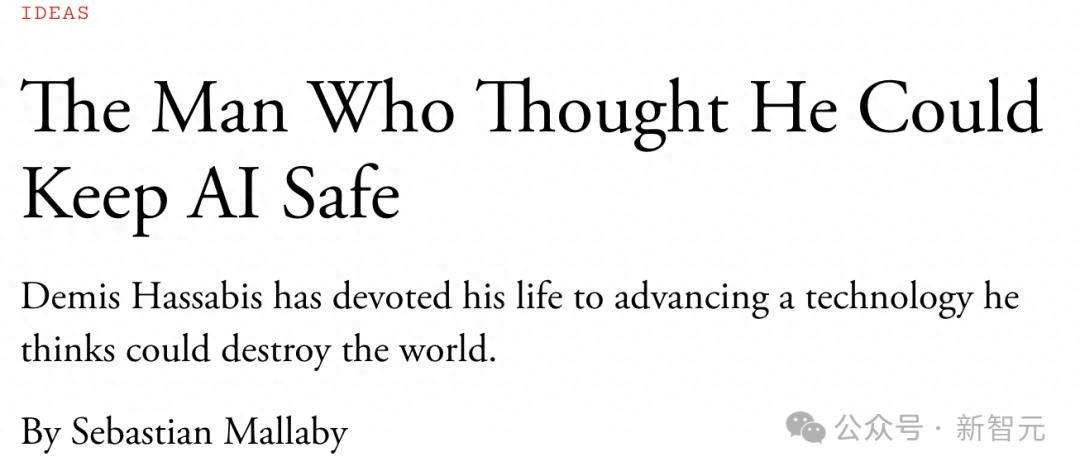 IDEAS
The Man Who Thought He Could
Keep AI Safe
Demis Hassabis has devoted his life to advancing a technology he
thinks could destroy the world.
By Sebastian Mallaby
公众号 · 新智元